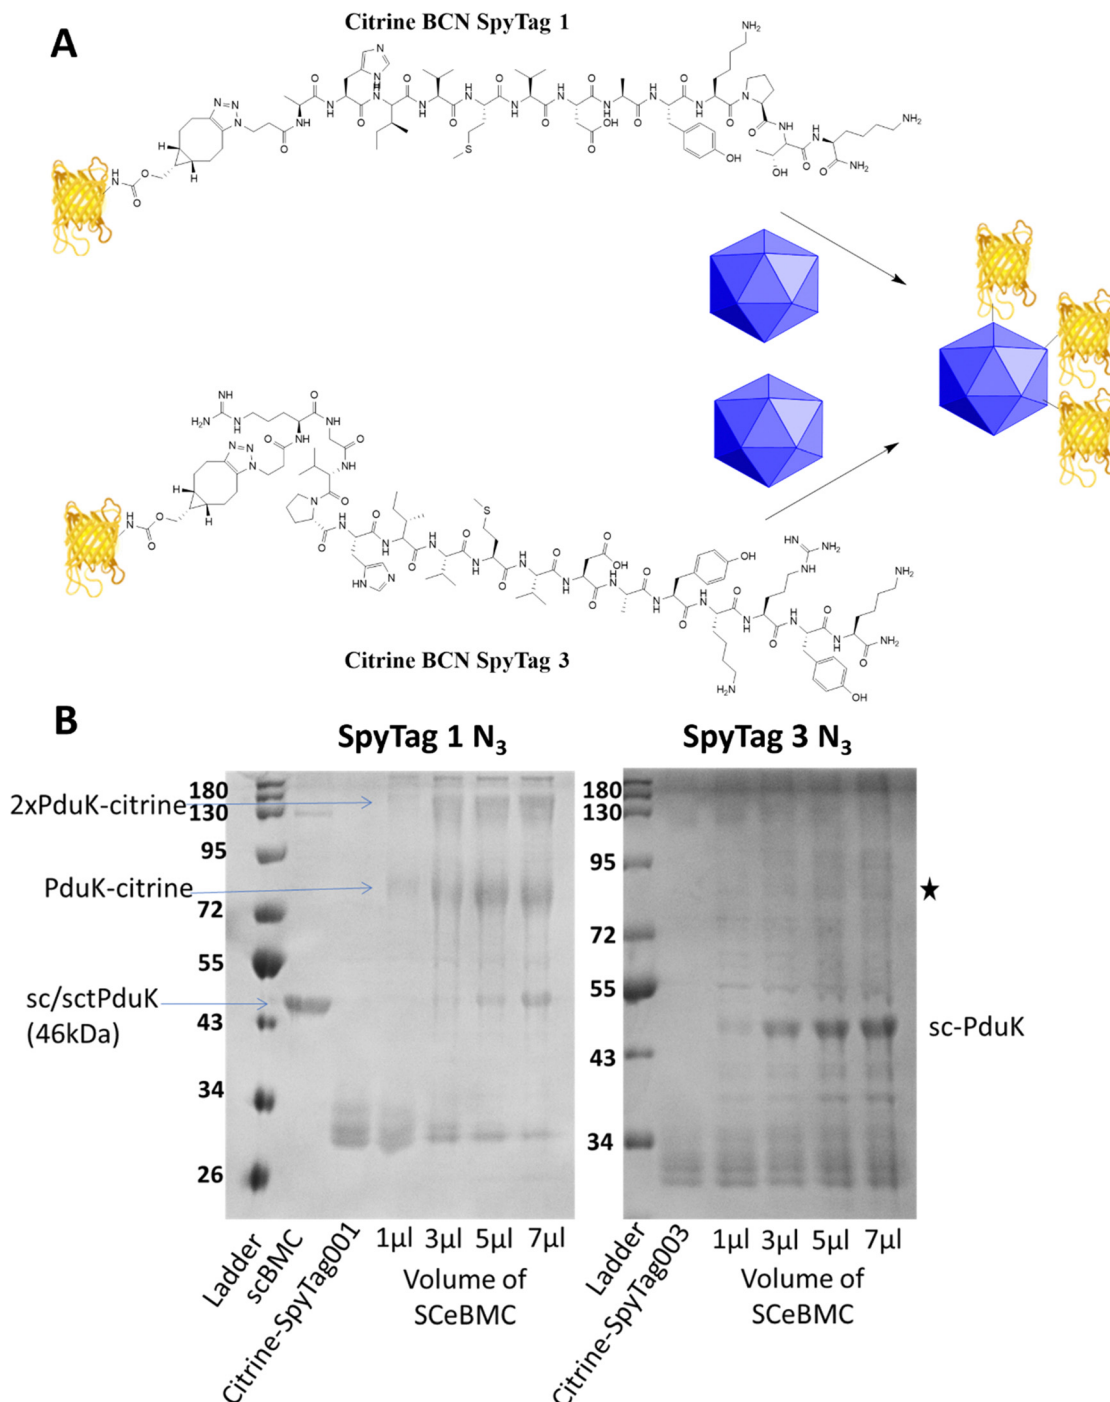 A
Citrine BCN SpyTag 1
Citrine BCN SpyTag 3
B
SpyTag 1 N₃
SpyTag 3 N₃
2xPduK-citrine
PduK-citrine
sc/sctPduK
(46kDa)
180
130
95
72
55
43
34
26
180
130
95
72
55
43
34
★
sc-PduK
Ladder
scBMC
Citrine-SpyTag001
1µl 3µl 5µl 7µl
Volume of
SCeBMC
Ladder
Citrine-SpyTag003
1µl 3µl 5µl 7µl
Volume of
SCeBMC